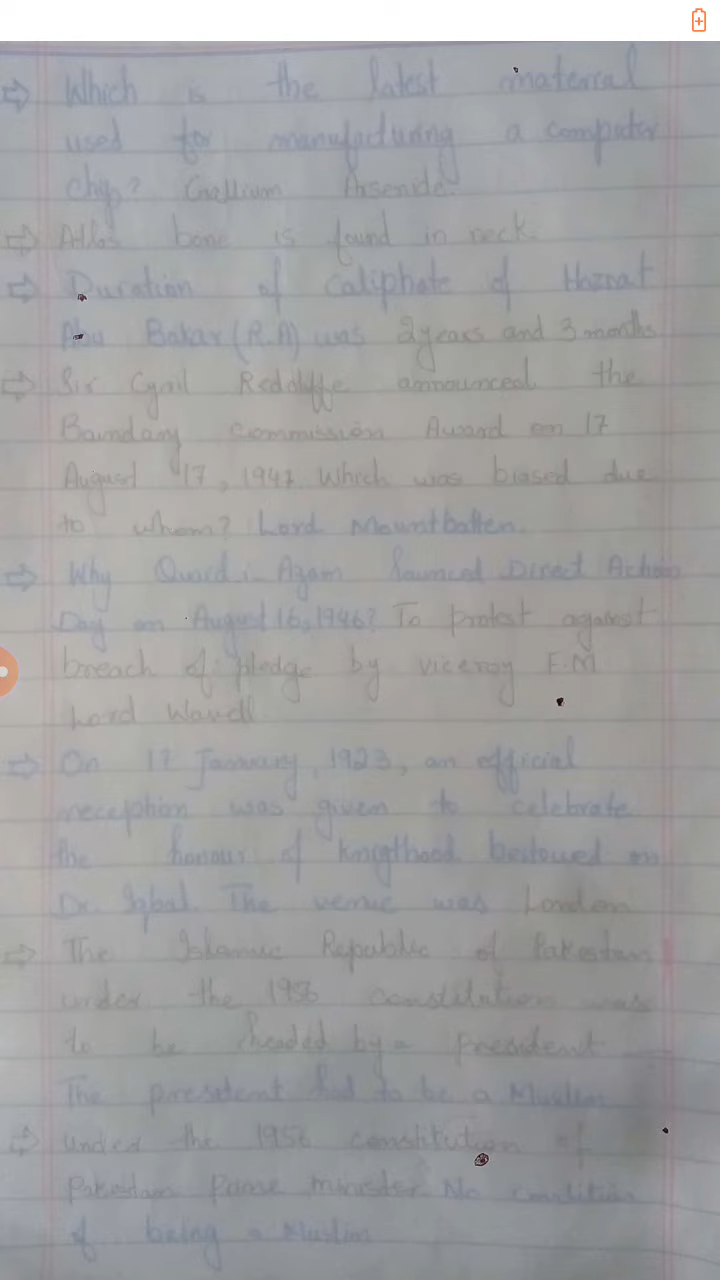 ⇒ Which is the latest material
used for manufacturing a computer
chip? Gallium Arsenide.
⇒ Atlas bone is found in neck.
⇒ Duration of Caliphate of Hazrat
Abu Bakar (R.A) was 2 years and 3 months
⇒ Sir Cyril Redcliffe announced the
Boundary Commission Award on 17
August 17, 1947 which was biased due
to whom? Lord Mountbatten.
⇒ Why Quaid i Azam Day on August 16, 1946? To protest against
breach of pledge by viceroy F.M
Lord Wavell
⇒ On 17 January, 1923, an official
reception was given to celebrate
the honour of bestowed on
Dr. Iqbal. The venue was London
⇒ The Islamic Republic of Pakistan
under the 1956 constitution was
to be headed by a president
The president had to be a Muslim
⇒ under the 1956 constitution of
Pakistan Prime minister No condition
of being a Muslim